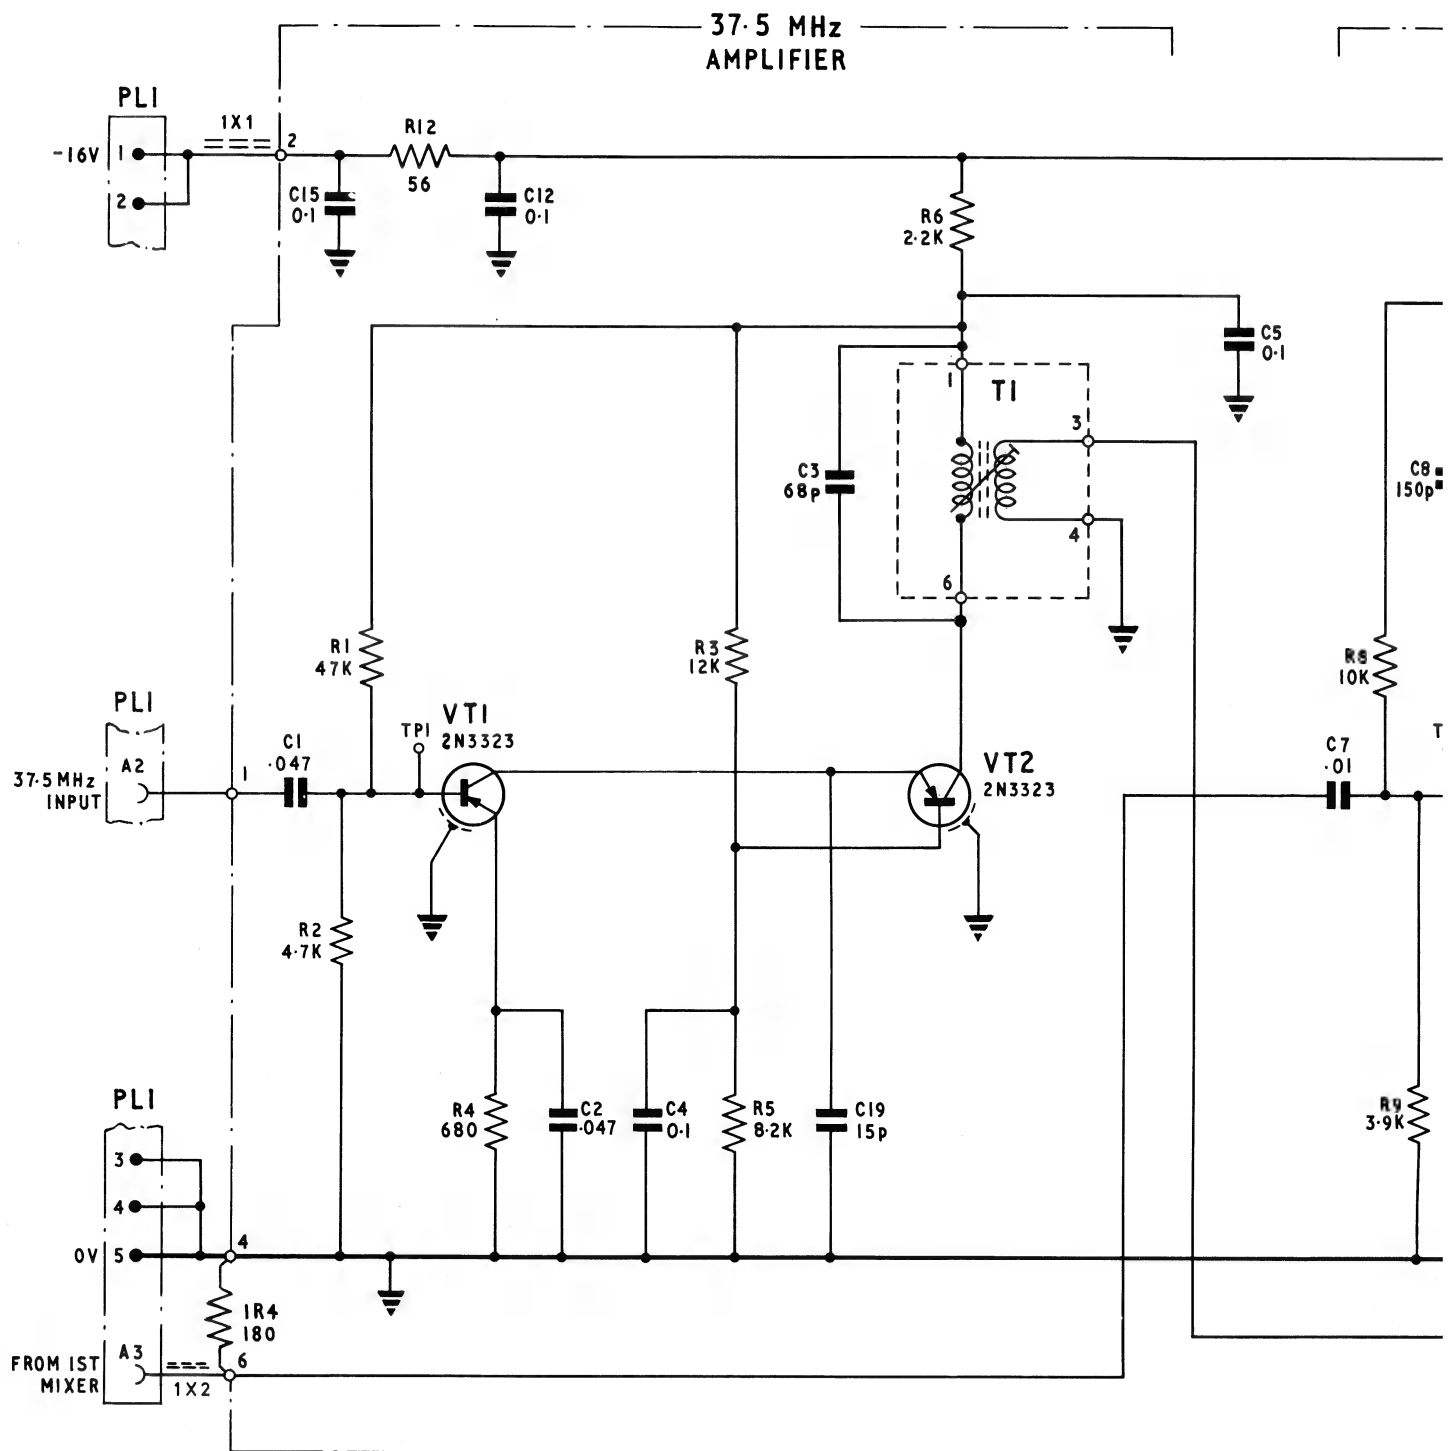 37·5 MHz
AMPLIFIER
PL1
1X1
2
R12
-16V
1
56
2
C15
0·1
C12
0·1
R6
2·2K
C5
0·1
1
T1
3
C3
68p
C8
150p
4
6
R1
47K
R3
12K
R8
10K
PL1
VT1
2N3323
TP1
C1
·047
A2
1
37·5 MHz
INPUT
VT2
2N3323
C7
·01
T
R2
4·7K
PL1
R4
680
C2
·047
C4
0·1
R5
8·2K
C19
15p
R9
3·9K
3
4
0V
5
4
1R4
180
A3
6
FROM 1ST
MIXER
1X2